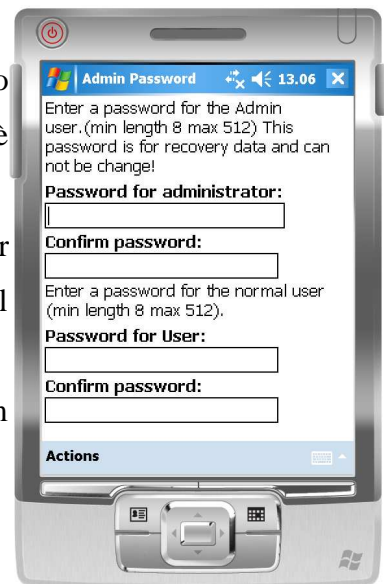 Admin Password 13.06
Enter a password for the Admin
user.(min length 8 max 512) This
password is for recovery data and can
not be change!
Password for administrator:
Confirm password:
Enter a password for the normal user
(min length 8 max 512).
Password for User:
Confirm password:
Actions
o
è
r
l